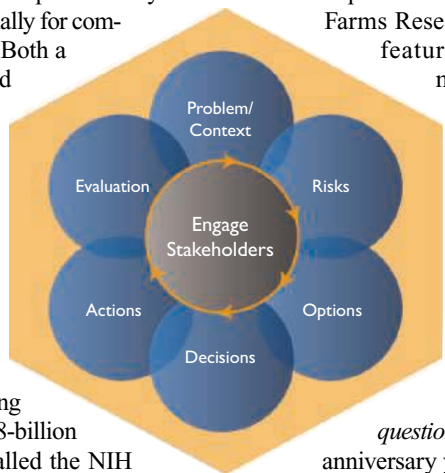 ally for com-
Both a
Farms Rese
featur
Problem/
Context
Evaluation
Risks
Engage
Stakeholders
Actions
Options
Decisions
ng
8-billion
alled the NIH
questio
anniversary